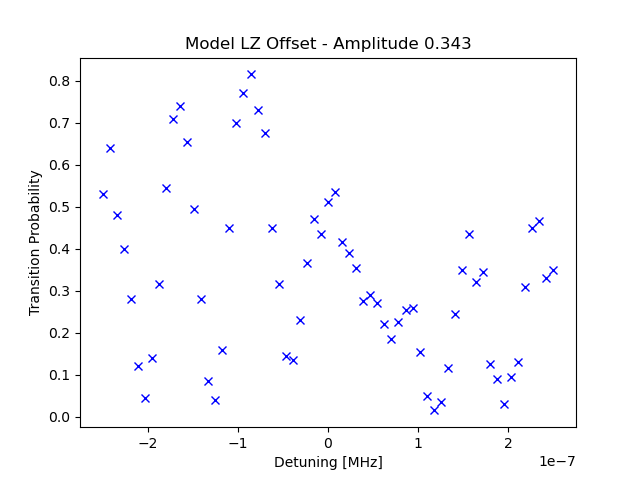 Model LZ Offset - Amplitude 0.343
Transition Probability
0.8
0.7
0.6
0.5
0.4
0.3
0.2
0.1
0.0
−2 −1 0 1 2
1e−7
Detuning [MHz]